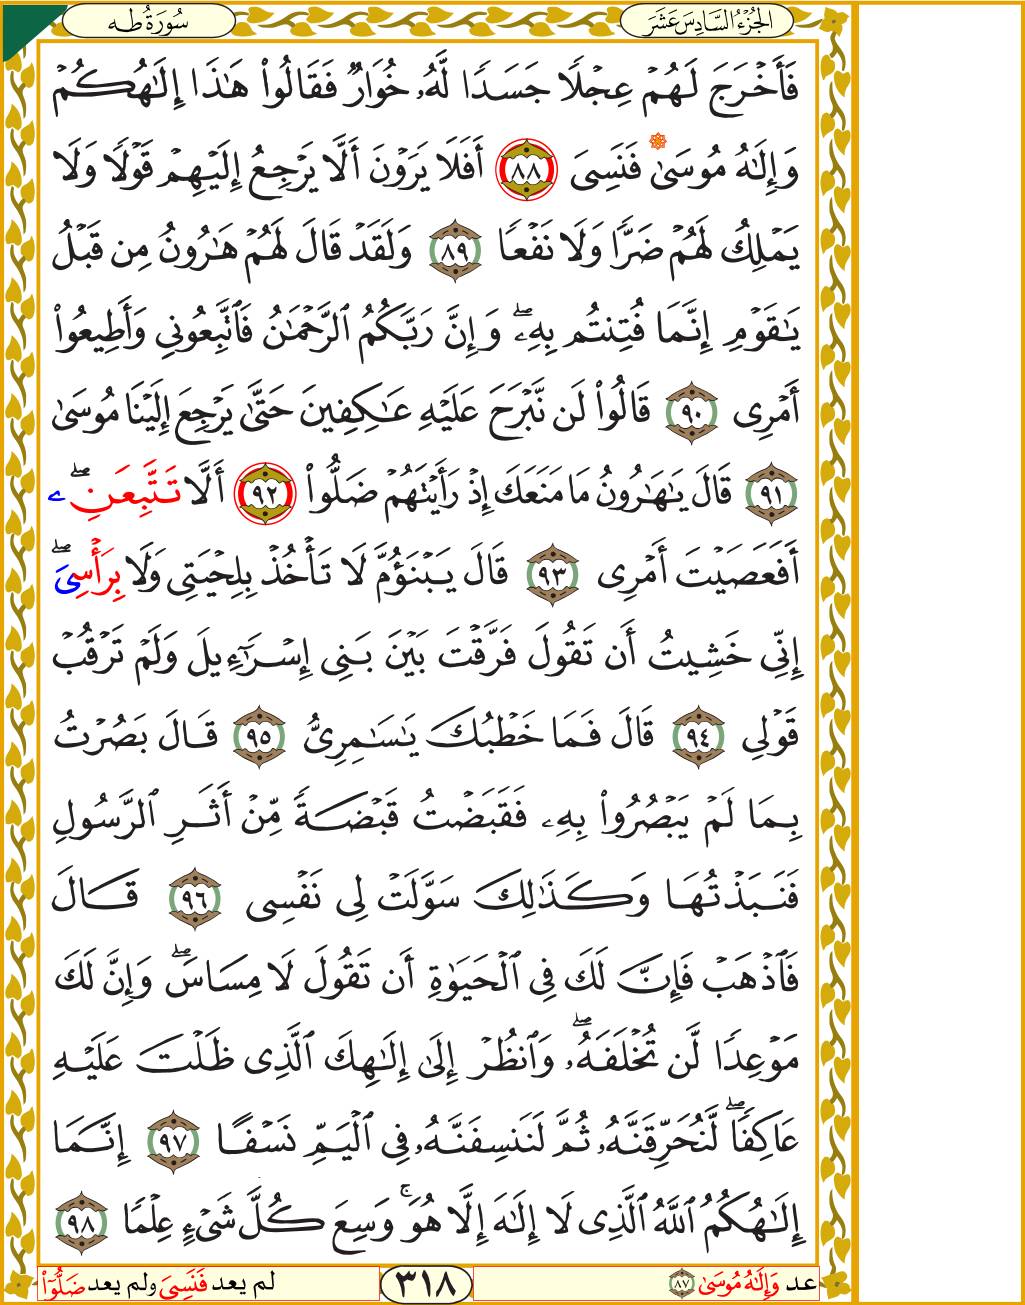 سُورَةُ طه
الجُزْءُ السَّادِسَ عَشَرَ
فَأَخْرَجَ لَهُمْ عِجْلًا جَسَدًا لَّهُۥ خُوَارٌ فَقَالُوا۟ هَٰذَا إِلَٰهُكُمْ
وَإِلَٰهُ مُوسَىٰ فَنَسِىَ ٨٨ أَفَلَا يَرَوْنَ أَلَّا يَرْجِعُ إِلَيْهِمْ قَوْلًا وَلَا
يَمْلِكُ لَهُمْ ضَرًّا وَلَا نَفْعًا ٨٩ وَلَقَدْ قَالَ لَهُمْ هَٰرُونُ مِن قَبْلُ
يَٰقَوْمِ إِنَّمَا فُتِنتُم بِهِۦۖ وَإِنَّ رَبَّكُمُ ٱلرَّحْمَٰنُ فَٱتَّبِعُونِى وَأَطِيعُوا۟
أَمْرِى ٩٠ قَالُوا۟ لَن نَّبْرَحَ عَلَيْهِ عَٰكِفِينَ حَتَّىٰ يَرْجِعَ إِلَيْنَا مُوسَىٰ
٩١ قَالَ يَٰهَٰرُونُ مَا مَنَعَكَ إِذْ رَأَيْتَهُمْ ضَلُّوا۟ ٩٢ أَلَّا تَتَّبِعَنِۦۖ
أَفَعَصَيْتَ أَمْرِى ٩٣ قَالَ يَبْنَؤُمَّ لَا تَأْخُذْ بِلِحْيَتِى وَلَا بِرَأْسِىَۖ
إِنِّى خَشِيتُ أَن تَقُولَ فَرَّقْتَ بَيْنَ بَنِى إِسْرَٰٓءِيلَ وَلَمْ تَرْقُبْ
قَوْلِى ٩٤ قَالَ فَمَا خَطْبُكَ يَٰسَٰمِرِىُّ ٩٥ قَالَ بَصُرْتُ
بِمَا لَمْ يَبْصُرُوا۟ بِهِۦ فَقَبَضْتُ قَبْضَةً مِّنْ أَثَرِ ٱلرَّسُولِ
فَنَبَذْتُهَا وَكَذَٰلِكَ سَوَّلَتْ لِى نَفْسِى ٩٦ قَالَ
فَٱذْهَبْ فَإِنَّ لَكَ فِى ٱلْحَيَوٰةِ أَن تَقُولَ لَا مِسَاسَۖ وَإِنَّ لَكَ
مَوْعِدًا لَّن تُخْلَفَهُۥۖ وَٱنظُرْ إِلَىٰ إِلَٰهِكَ ٱلَّذِى ظَلْتَ عَلَيْهِ
عَاكِفًاۖ لَّنُحَرِّقَنَّهُۥ ثُمَّ لَنَنسِفَنَّهُۥ فِى ٱلْيَمِّ نَسْفًا ٩٧ إِنَّمَا
إِلَٰهُكُمُ ٱللَّهُ ٱلَّذِى لَا إِلَٰهَ إِلَّا هُوَۚ وَسِعَ كُلَّ شَىْءٍ عِلْمًا ٩٨
عد وَإِلَٰهُ مُوسَىٰ ٨٧
٣١٨
لم يعد فَنَسِىَ ولم يعد ضَلُّوٓا۟